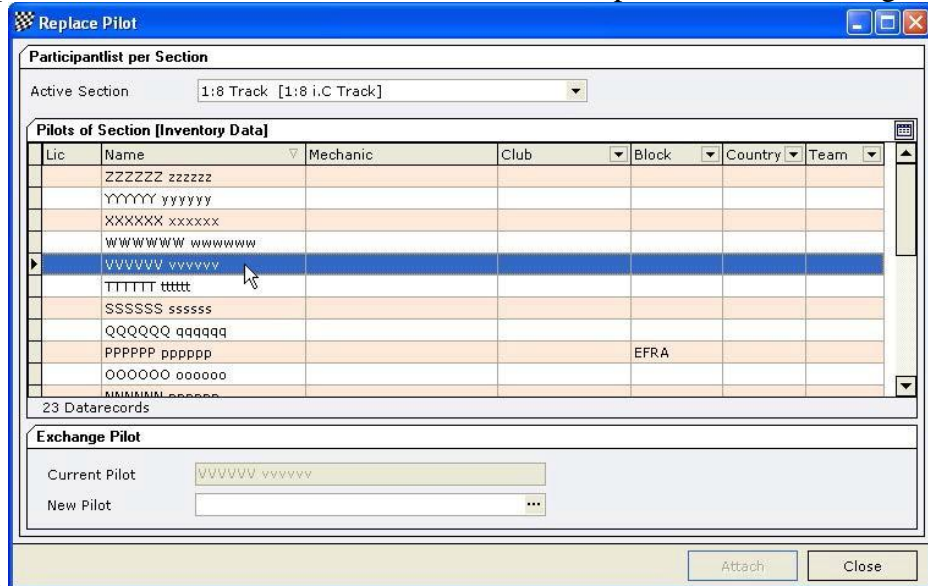 Replace Pilot
Participantlist per Section
Active Section 1:8 Track [1:8 i.C Track]
Pilots of Section [Inventory Data]
Lic Name Mechanic Club Block Country Team
ZZZZZZ zzzzzz
YYYYYY yyyyyy
XXXXXX xxxxxx
WWWWWW wwwwww
VVVVVV vvvvvv
TTTTTT tttttt
SSSSSS ssssss
QQQQQQ qqqqqq
PPPPPP pppppp EFRA
OOOOOO oooooo
23 Datarecords
Exchange Pilot
Current Pilot VVVVVV vvvvvv
New Pilot ...
Attach Close